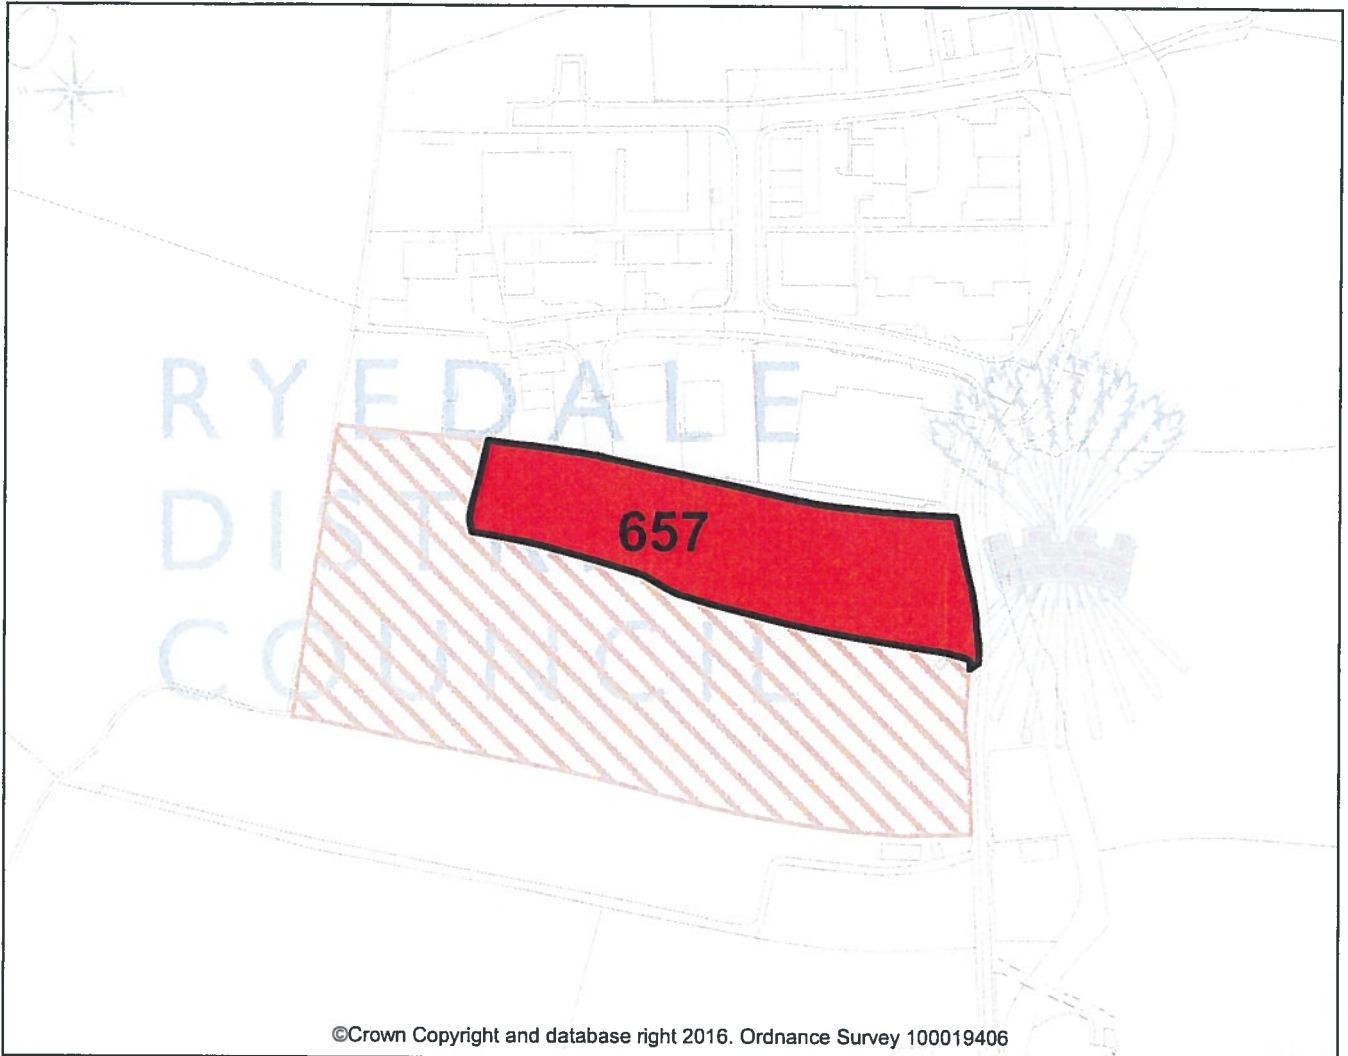 RYEDALE
DISTRICT
COUNCIL
657
©Crown Copyright and database right 2016. Ordnance Survey 100019406